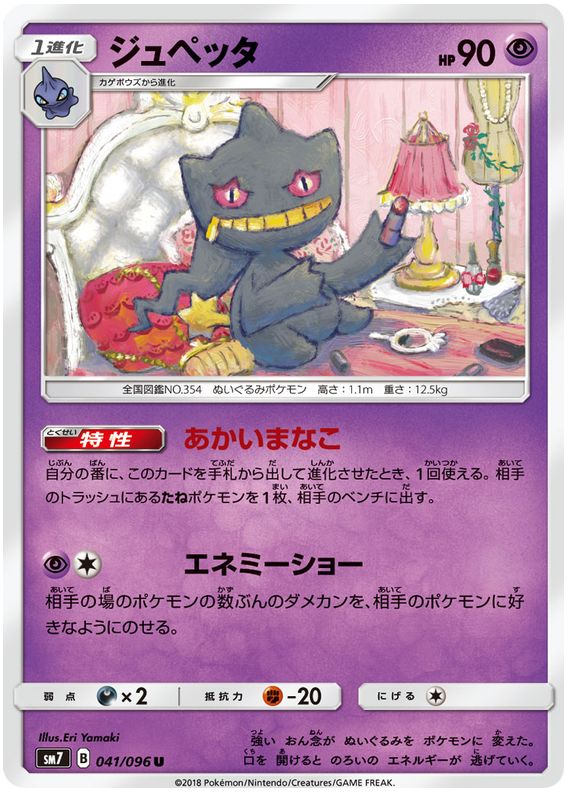 1進化
ジュペッタ
HP90
カゲボウズから進化
全国図鑑NO.354 ぬいぐるみポケモン 高さ:1.1m 重さ:12.5kg
とくせい
特性 あかいまなこ
自分の番に、このカードを手札から出して進化させたとき、1回使える。相手
のトラッシュにあるたねポケモンを1枚、相手のベンチに出す。
エネミーショー
相手の場のポケモンの数ぶんのダメカンを、相手のポケモンに好
きなようにのせる。
弱点 ×2 抵抗力 -20 にげる
Illus.Eri Yamaki
SM7 B 041/096 U
強い おん念が ぬいぐるみを ポケモンに 変えた。
口を 開けると のろいの エネルギーが 逃げていく。
©2018 Pokémon/Nintendo/Creatures/GAME FREAK.